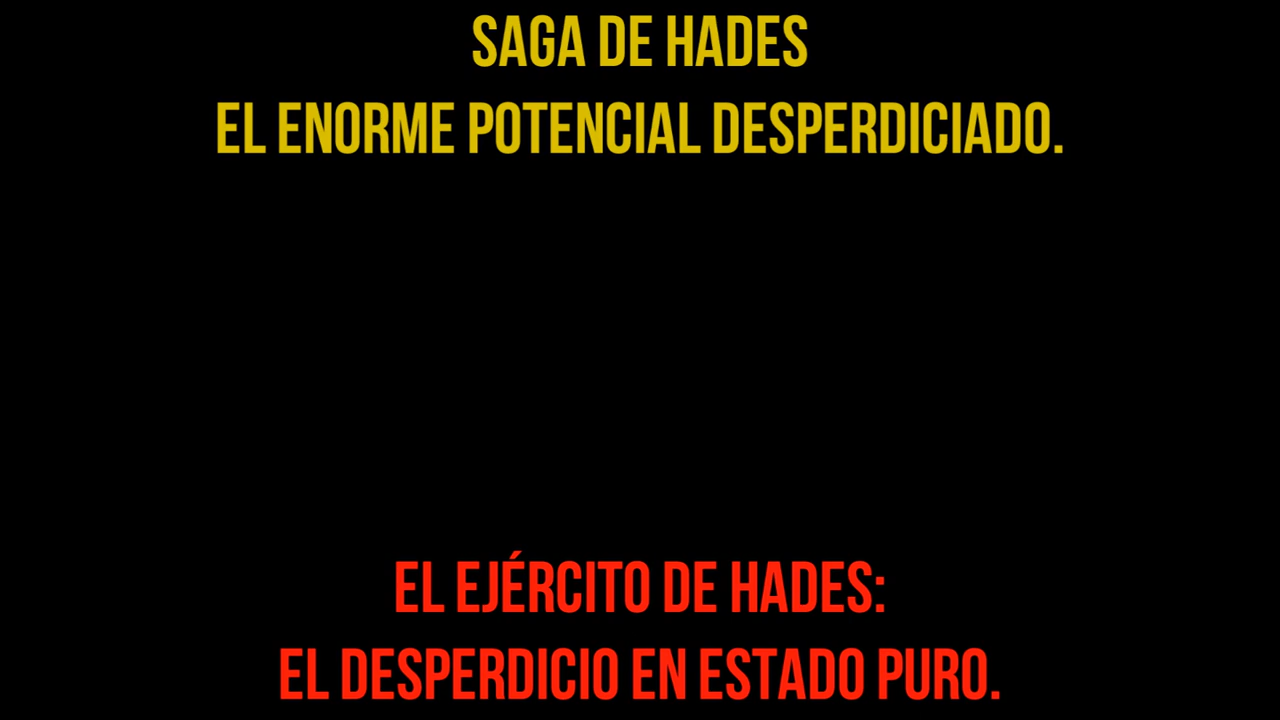 SAGA DE HADES
EL ENORME POTENCIAL DESPERDICIADO.
EL EJÉRCITO DE HADES:
EL DESPERDICIO EN ESTADO PURO.